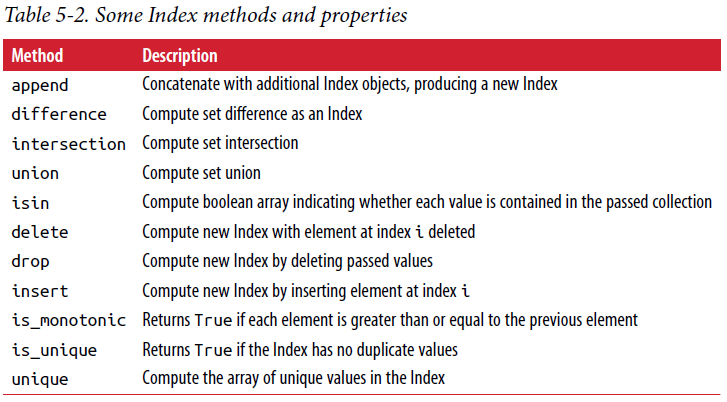 Table 5-2. Some Index methods and properties
Method Description
append Concatenate with additional Index objects, producing a new Index
difference Compute set difference as an Index
intersection Compute set intersection
union Compute set union
isin Compute boolean array indicating whether each value is contained in the passed collection
delete Compute new Index with element at index i deleted
drop Compute new Index by deleting passed values
insert Compute new Index by inserting element at index i
is_monotonic Returns True if each element is greater than or equal to the previous element
is_unique Returns True if the Index has no duplicate values
unique Compute the array of unique values in the Index